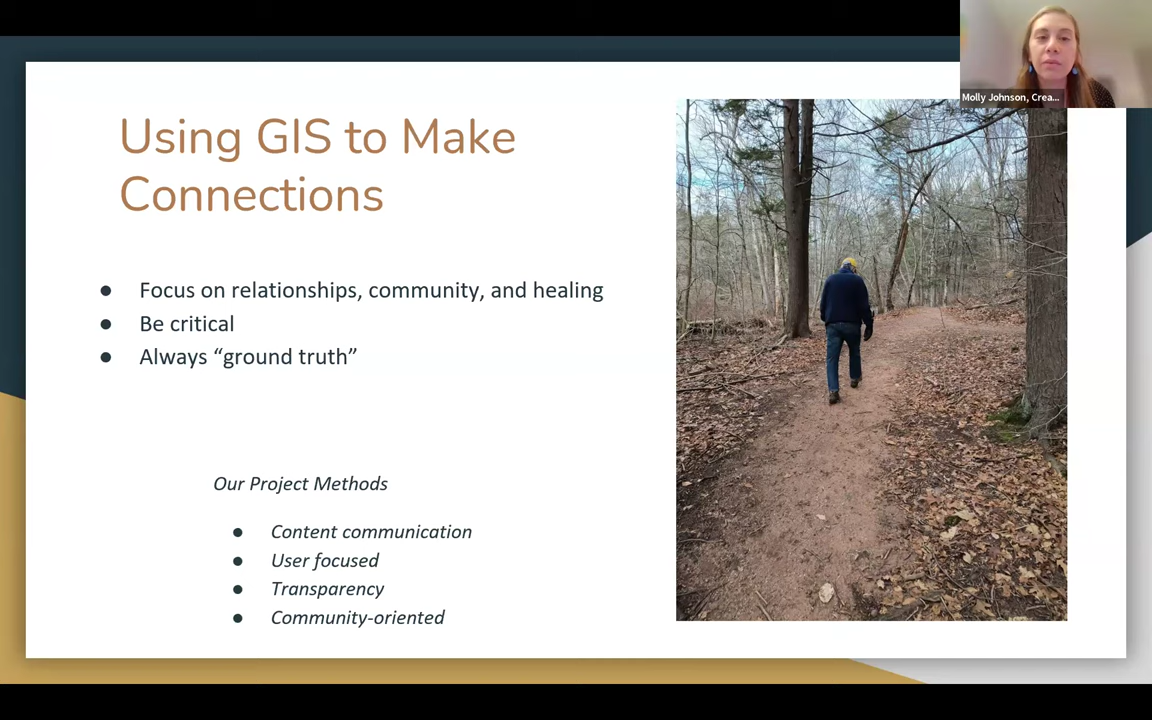 Molly Johnson, Crea...
Using GIS to Make
Connections
● Focus on relationships, community, and healing
● Be critical
● Always “ground truth”
Our Project Methods
● Content communication
● User focused
● Transparency
● Community-oriented